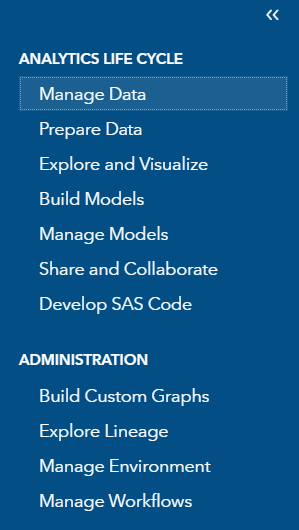 ANALYTICS LIFE CYCLE
Manage Data
Prepare Data
Explore and Visualize
Build Models
Manage Models
Share and Collaborate
Develop SAS Code
ADMINISTRATION
Build Custom Graphs
Explore Lineage
Manage Environment
Manage Workflows